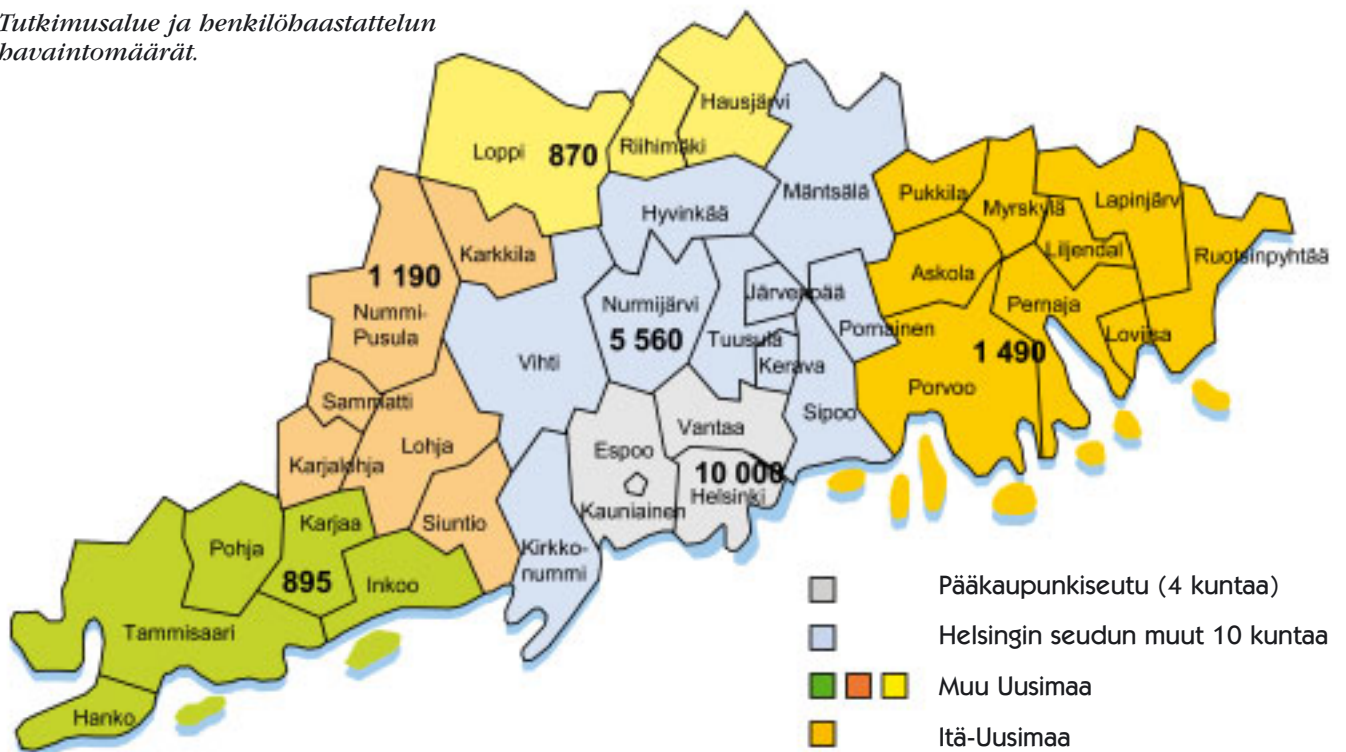 Tutkimusalue ja henkilöhaastattelun
havaintomäärät.
Hausjärvi
Loppi 870 Riihimäki
Mäntsälä
Pukkila
Hyvinkää
Myrskylä
Lapinjärvi
Karkkila
Liljendal
Ruotsinpyhtää
1 190
Askola
Nummi-
Pusula
Nurmijärvi
5 560
Järvenpää
Pernaja
Pornainen
Tuusula
Loviisa
Vihti
Kerava
1 490
Porvoo
Sammatti
Sipoo
Vantaa
Lohja
Espoo
Karjalohja
10 000
Helsinki
Kauniainen
Karjaa
Siuntio
Pohja
Kirkko-
nummi
895
Inkoo
Tammisaari
Hanko
Pääkaupunkiseutu (4 kuntaa)
Helsingin seudun muut 10 kuntaa
Muu Uusimaa
Itä-Uusimaa